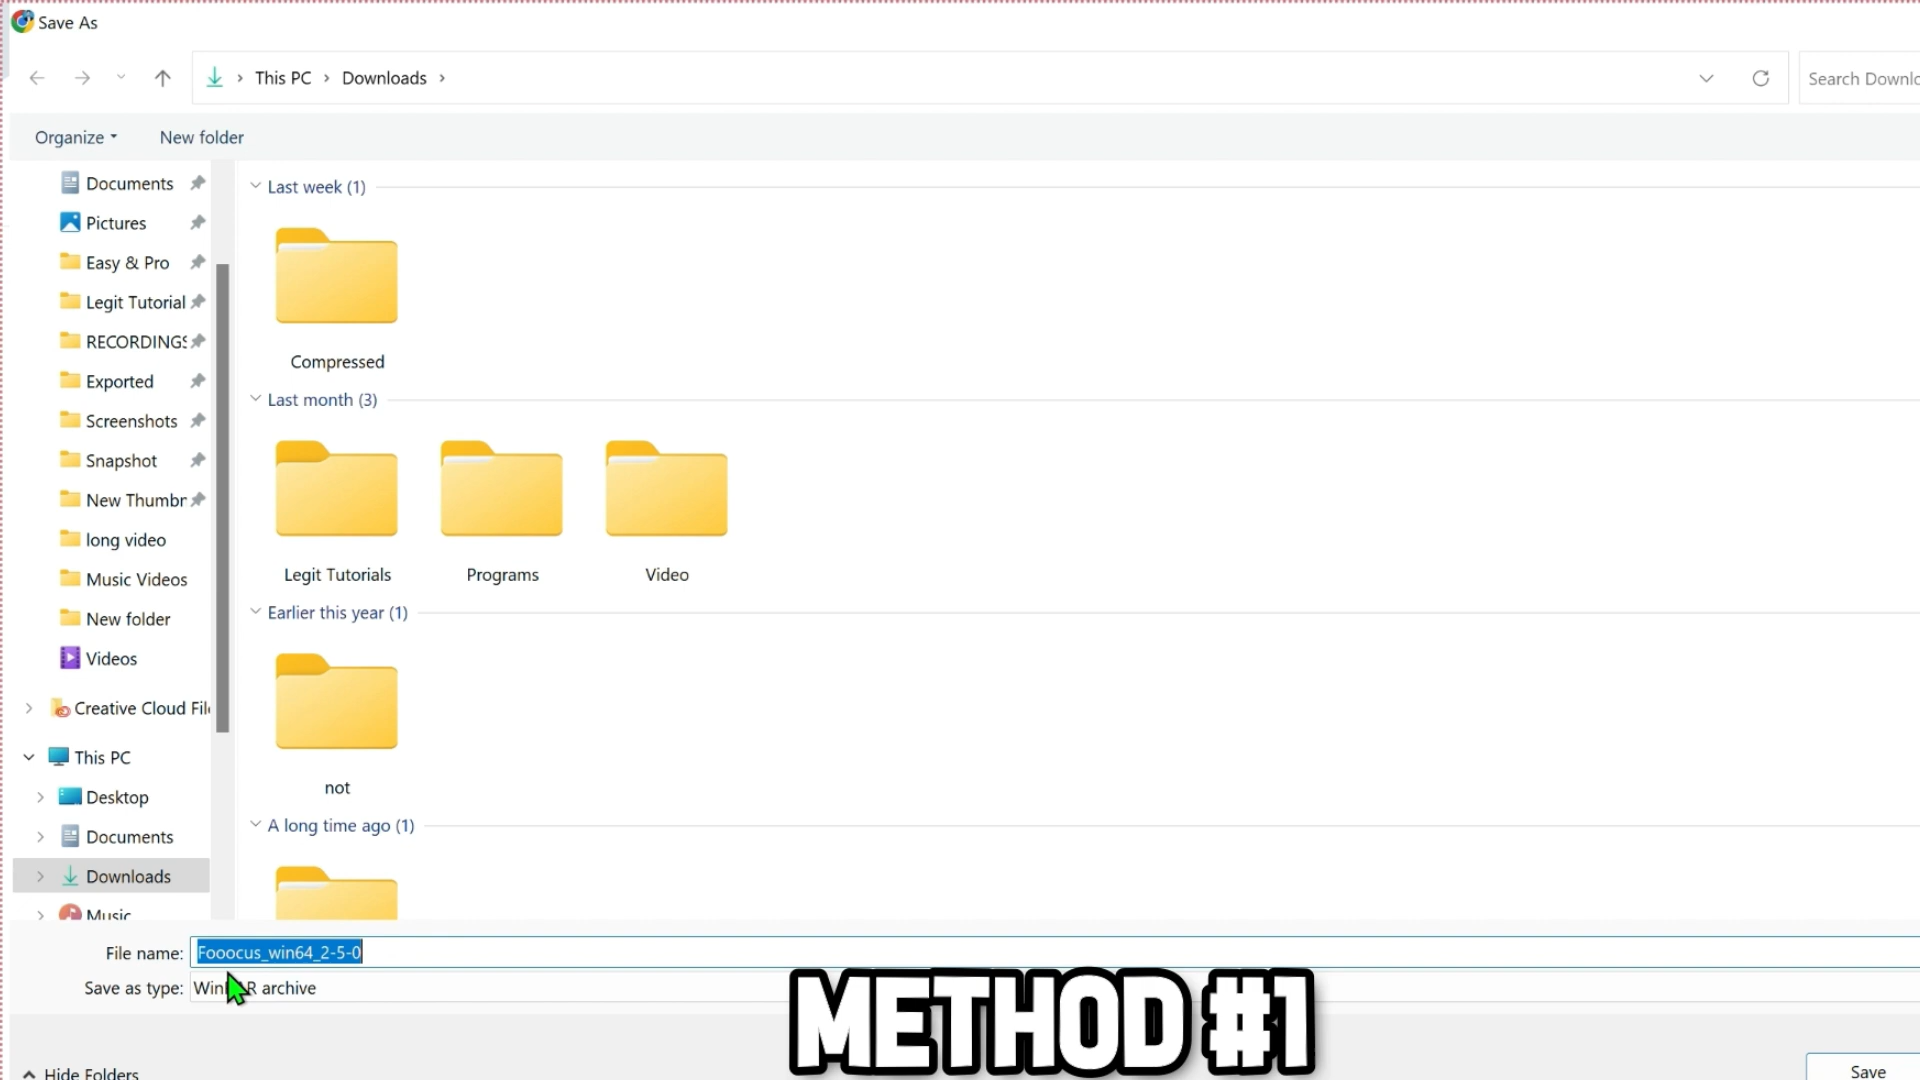 Save As
This PC
Downloads
Search Downlo
Organize
New folder
Documents
Pictures
Easy & Pro
Legit Tutorial
RECORDINGS
Exported
Screenshots
Snapshot
New Thumbr
long video
Music Videos
New folder
Videos
Creative Cloud File
This PC
Desktop
Documents
Downloads
Music
Last week (1)
Compressed
Last month (3)
Legit Tutorials
Programs
Video
Earlier this year (1)
not
A long time ago (1)
File name: Fooocus_win64_2-5-0
Save as type: WinRAR archive
METHOD #1
Hide Folders
Save